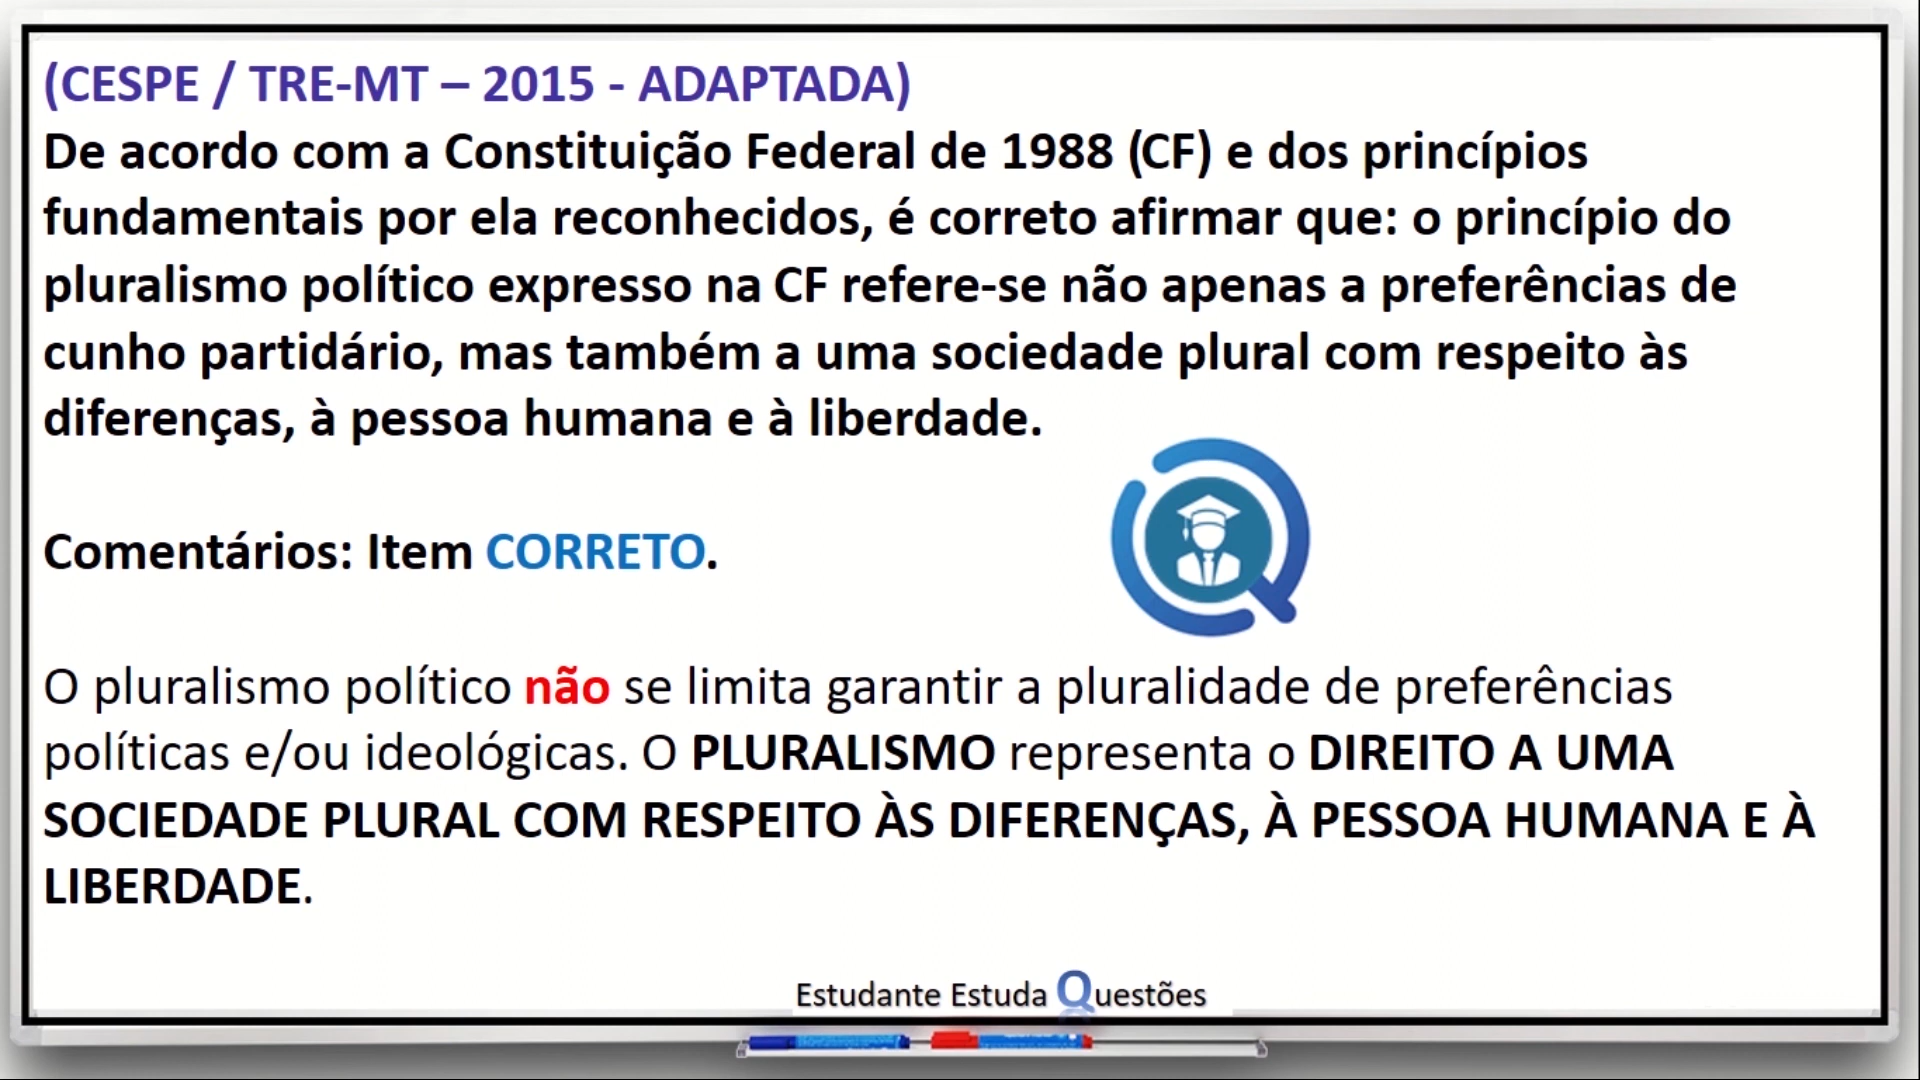 (CESPE / TRE-MT – 2015 - ADAPTADA)
De acordo com a Constituição Federal de 1988 (CF) e dos princípios
fundamentais por ela reconhecidos, é correto afirmar que: o princípio do
pluralismo político expresso na CF refere-se não apenas a preferências de
cunho partidário, mas também a uma sociedade plural com respeito às
diferenças, à pessoa humana e à liberdade.
Comentários: Item CORRETO.
O pluralismo político não se limita garantir a pluralidade de preferências
políticas e/ou ideológicas. O PLURALISMO representa o DIREITO A UMA
SOCIEDADE PLURAL COM RESPEITO ÀS DIFERENÇAS, À PESSOA HUMANA E À
LIBERDADE.
Estudante Estuda Questões